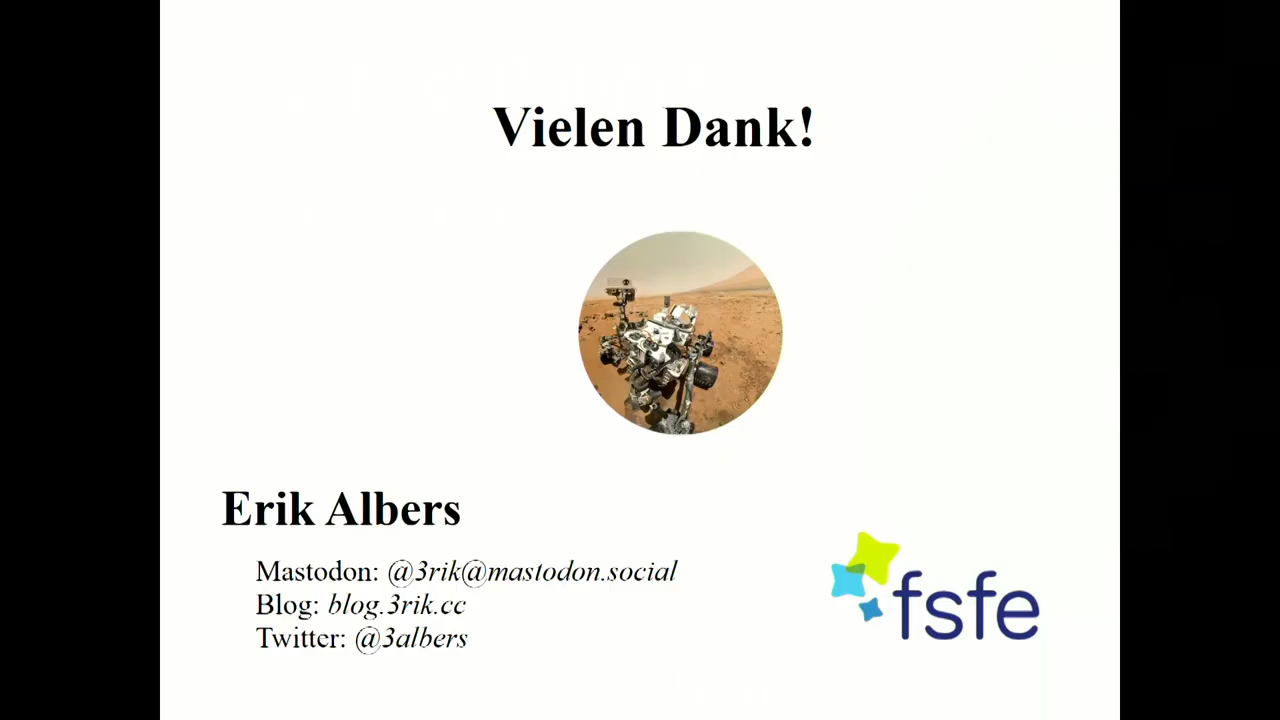 Vielen Dank!
Erik Albers
Mastodon: @3rik@mastodon.social
Blog: blog.3rik.cc
Twitter: @3albers
fsfe